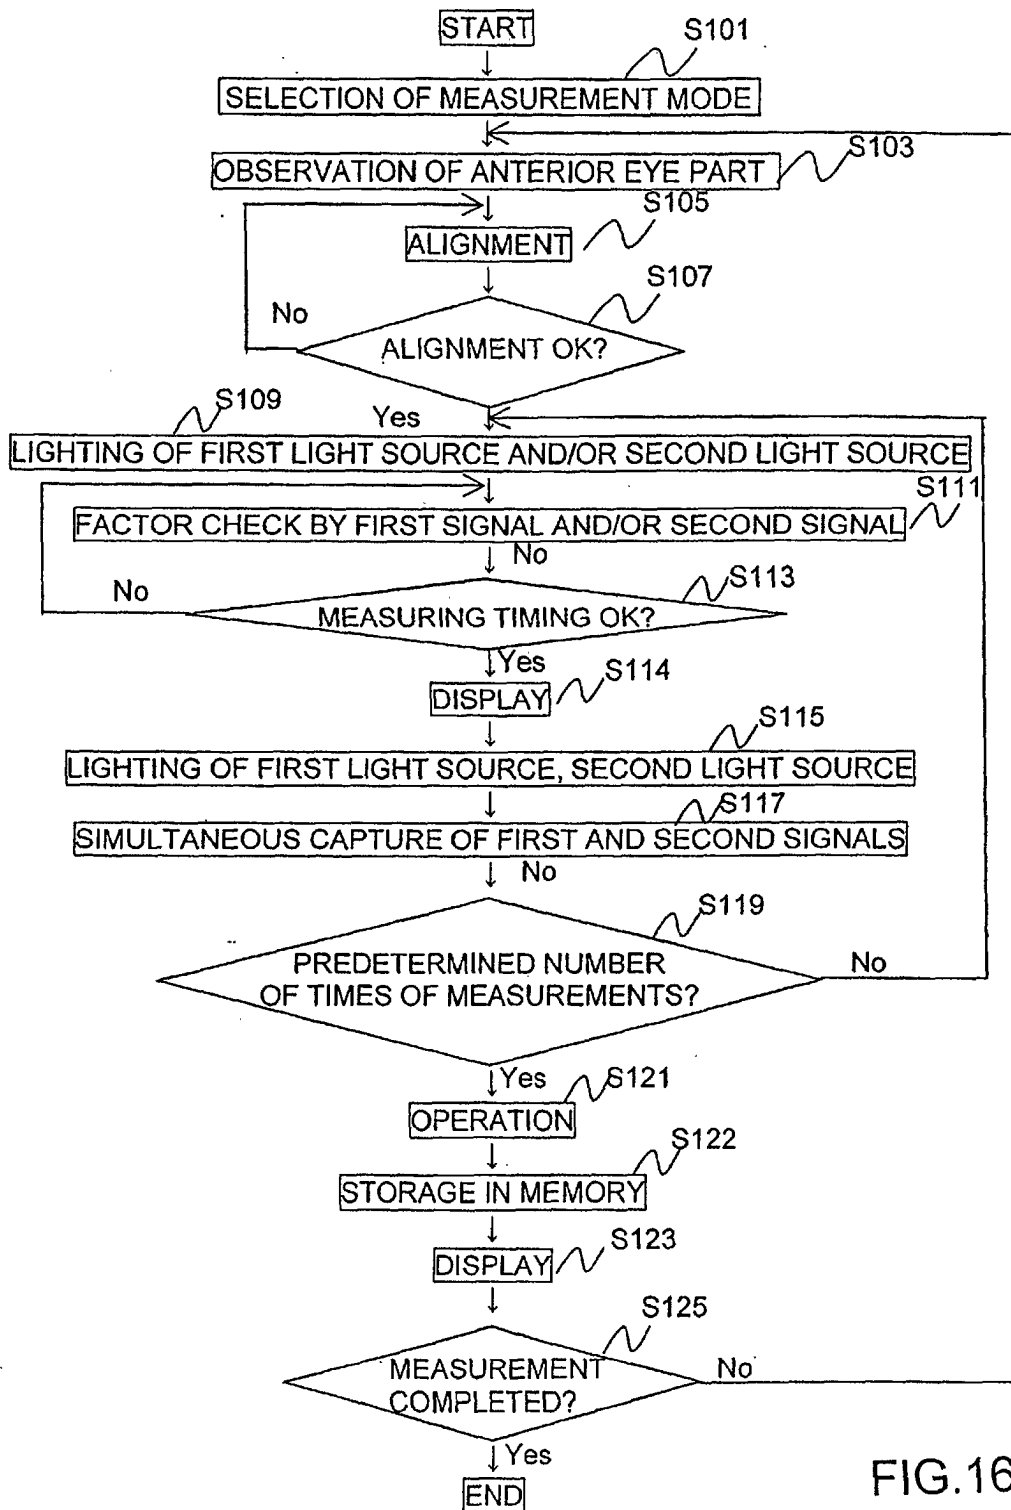 START
S101
SELECTION OF MEASUREMENT MODE
S103
OBSERVATION OF ANTERIOR EYE PART
S105
ALIGNMENT
S107
No
ALIGNMENT OK?
S109
Yes
LIGHTING OF FIRST LIGHT SOURCE AND/OR SECOND LIGHT SOURCE
S111
FACTOR CHECK BY FIRST SIGNAL AND/OR SECOND SIGNAL
No
S113
No
MEASURING TIMING OK?
Yes
S114
DISPLAY
S115
LIGHTING OF FIRST LIGHT SOURCE, SECOND LIGHT SOURCE
S117
SIMULTANEOUS CAPTURE OF FIRST AND SECOND SIGNALS
No
S119
PREDETERMINED NUMBER
OF TIMES OF MEASUREMENTS?
No
Yes
S121
OPERATION
S122
STORAGE IN MEMORY
S123
DISPLAY
S125
MEASUREMENT
COMPLETED?
No
Yes
END
FIG.16